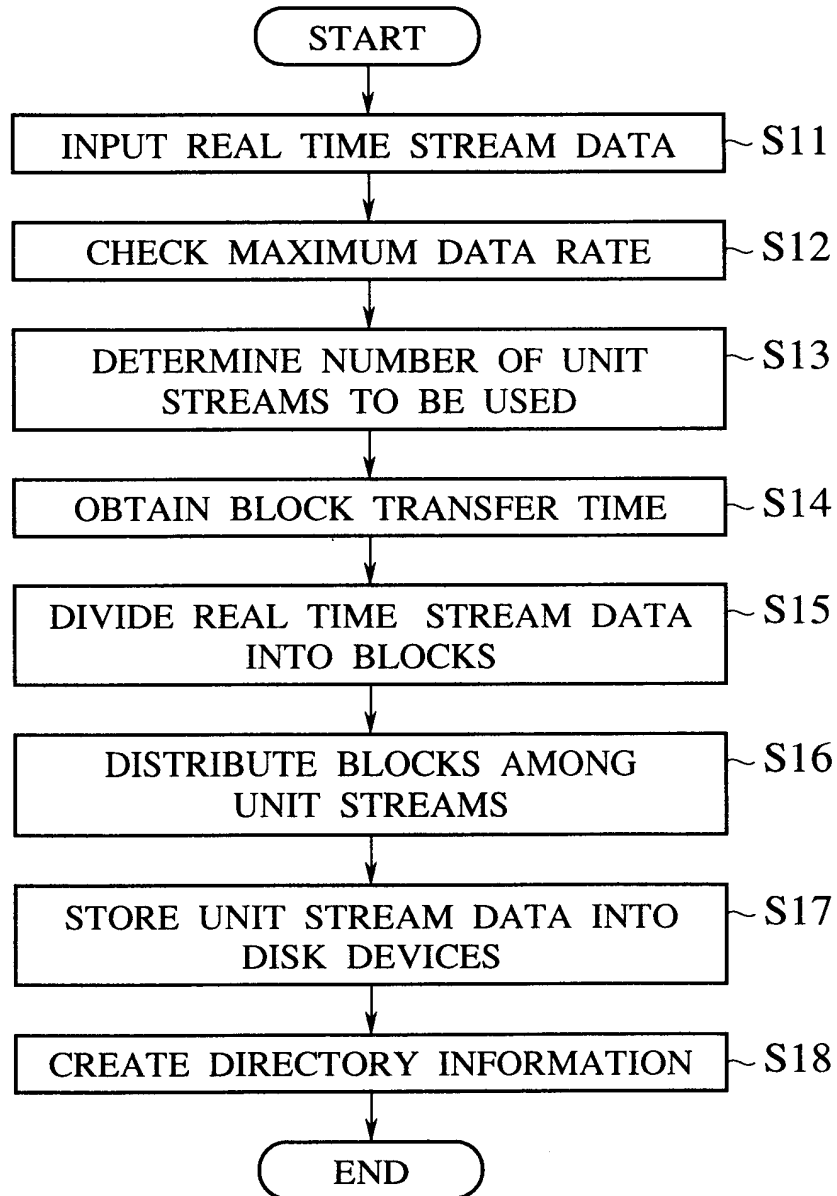 START
INPUT REAL TIME STREAM DATA
S11
CHECK MAXIMUM DATA RATE
S12
DETERMINE NUMBER OF UNIT
STREAMS TO BE USED
S13
OBTAIN BLOCK TRANSFER TIME
S14
DIVIDE REAL TIME STREAM DATA
INTO BLOCKS
S15
DISTRIBUTE BLOCKS AMONG
UNIT STREAMS
S16
STORE UNIT STREAM DATA INTO
DISK DEVICES
S17
CREATE DIRECTORY INFORMATION
S18
END